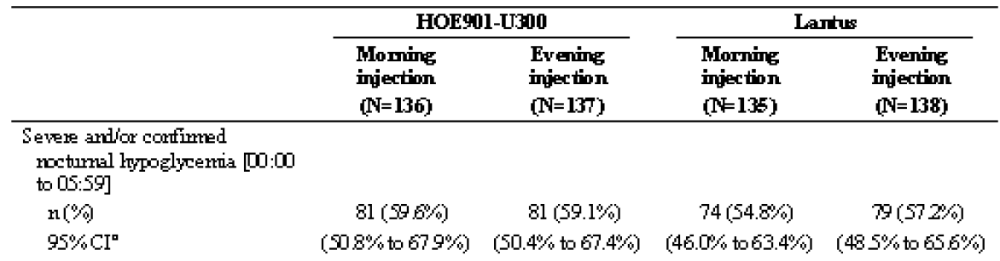 HOE901-U300 Lantus
Morning Evening Morning Evening
injection injection injection injection
(N=136) (N=137) (N=135) (N=138)
Severe and/or confirmed
nocturnal hypoglycemia [00:00
to 05:59]
n (%) 81 (59.6%) 81 (59.1%) 74 (54.8%) 79 (57.2%)
95% CIª (50.8% to 67.9%) (50.4% to 67.4%) (46.0% to 63.4%) (48.5% to 65.6%)